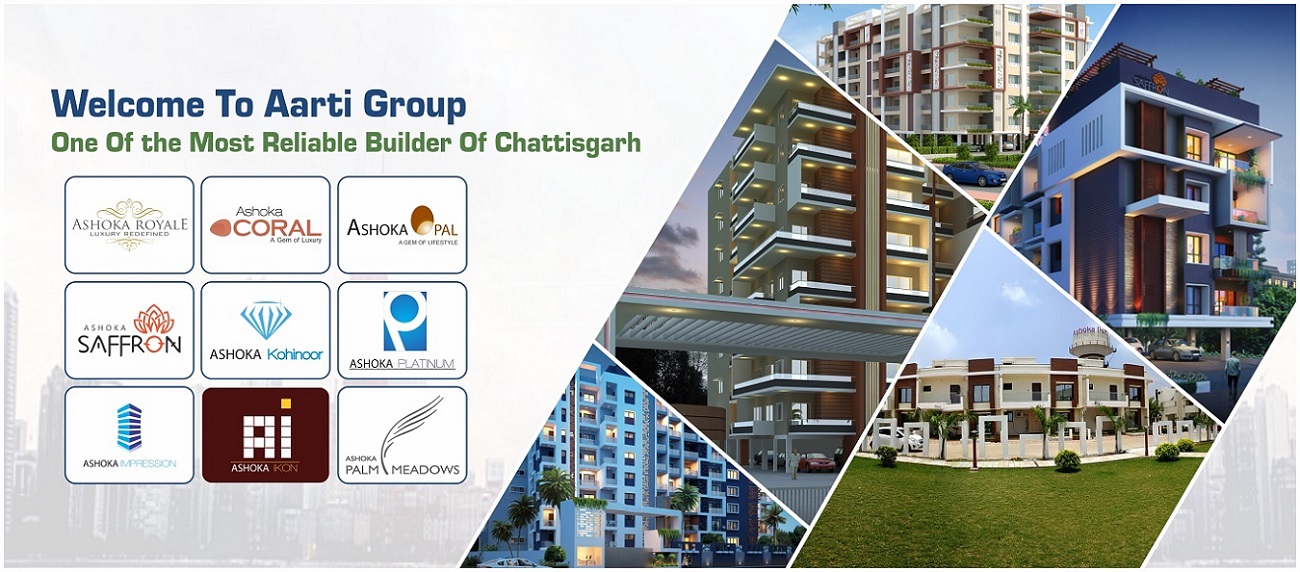 Welcome To Aarti Group
One Of the Most Reliable Builder Of Chattisgarh
ASHOKA ROYALE
LUXURY REDEFINED
Ashoka
CORAL
A Gem of Luxury
ASHOKA OPAL
A GEM OF LIFESTYLE
ASHOKA
SAFFRON
ASHOKA Kohinoor
P
ASHOKA PLATINUM
ASHOKA IMPRESSION
Ai
ASHOKA IKON
ASHOKA
PALM MEADOWS
SAFFRON
Ashoka